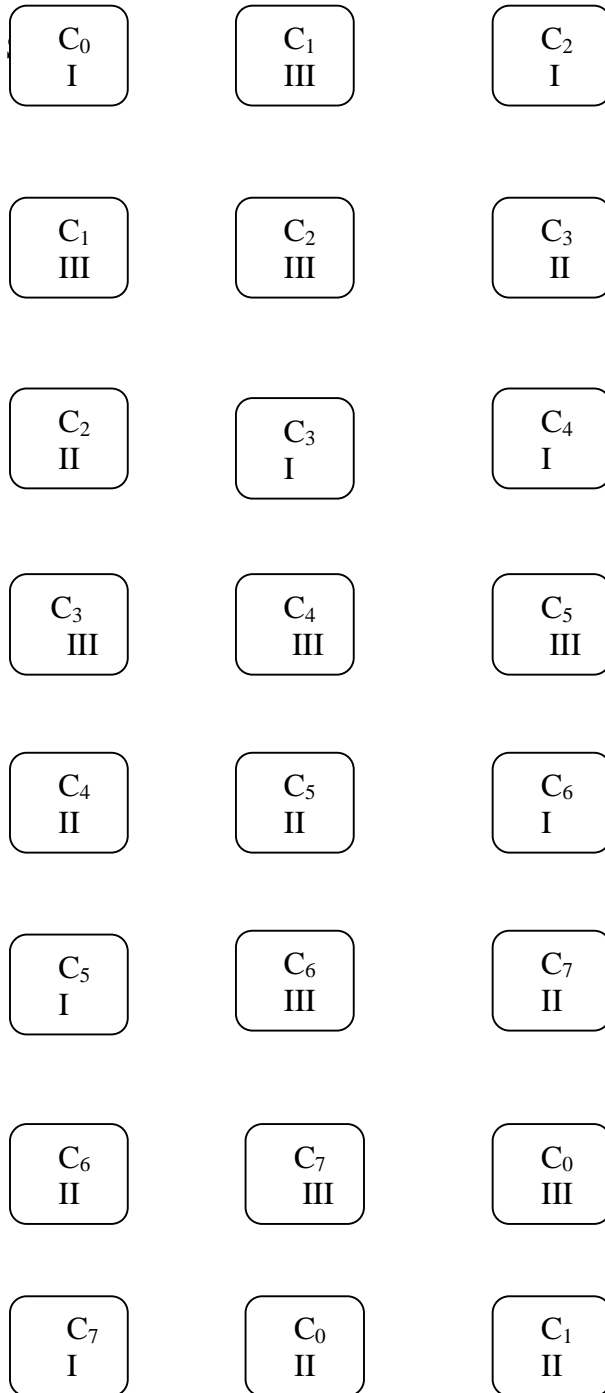 C₀ C₁ C₂
I III I
C₁ C₂ C₃
III III II
C₂ C₃ C₄
II I I
C₃ C₄ C₅
III III III
C₄ C₅ C₆
II II I
C₅ C₆ C₇
I III II
C₆ C₇ C₀
II III III
C₇ C₀ C₁
I II II